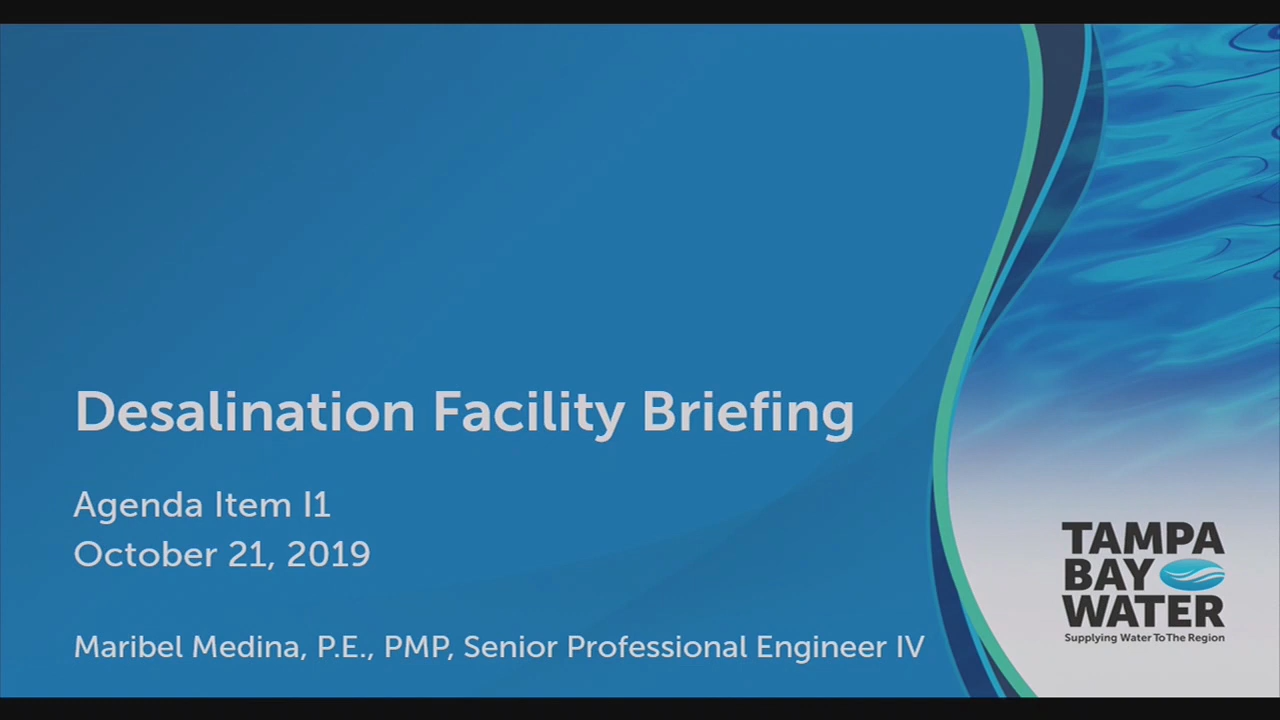 Desalination Facility Briefing
Agenda Item I1
October 21, 2019
Maribel Medina, P.E., PMP, Senior Professional Engineer IV
TAMPA
BAY
WATER
Supplying Water To The Region